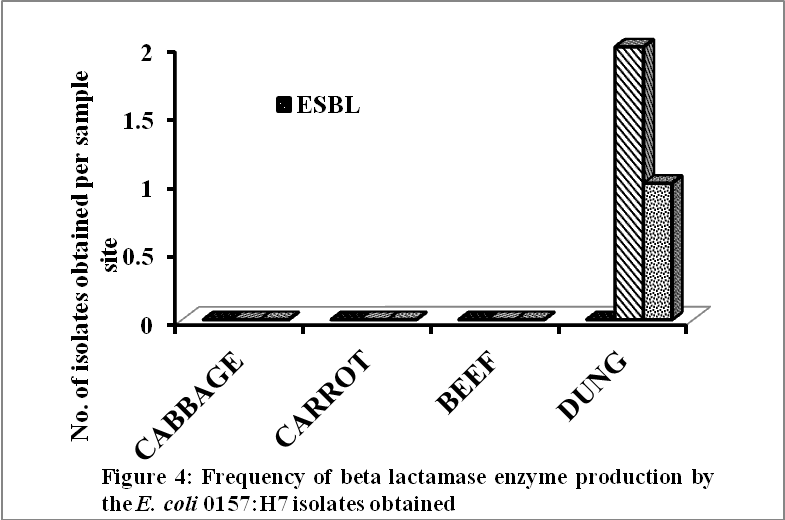 No. of isolates obtained per sample
site
2
1.5
1
0.5
0
ESBL
CABBAGE
CARROT
BEEF
DUNG
Figure 4: Frequency of beta lactamase enzyme production by
the E. coli 0157:H7 isolates obtained